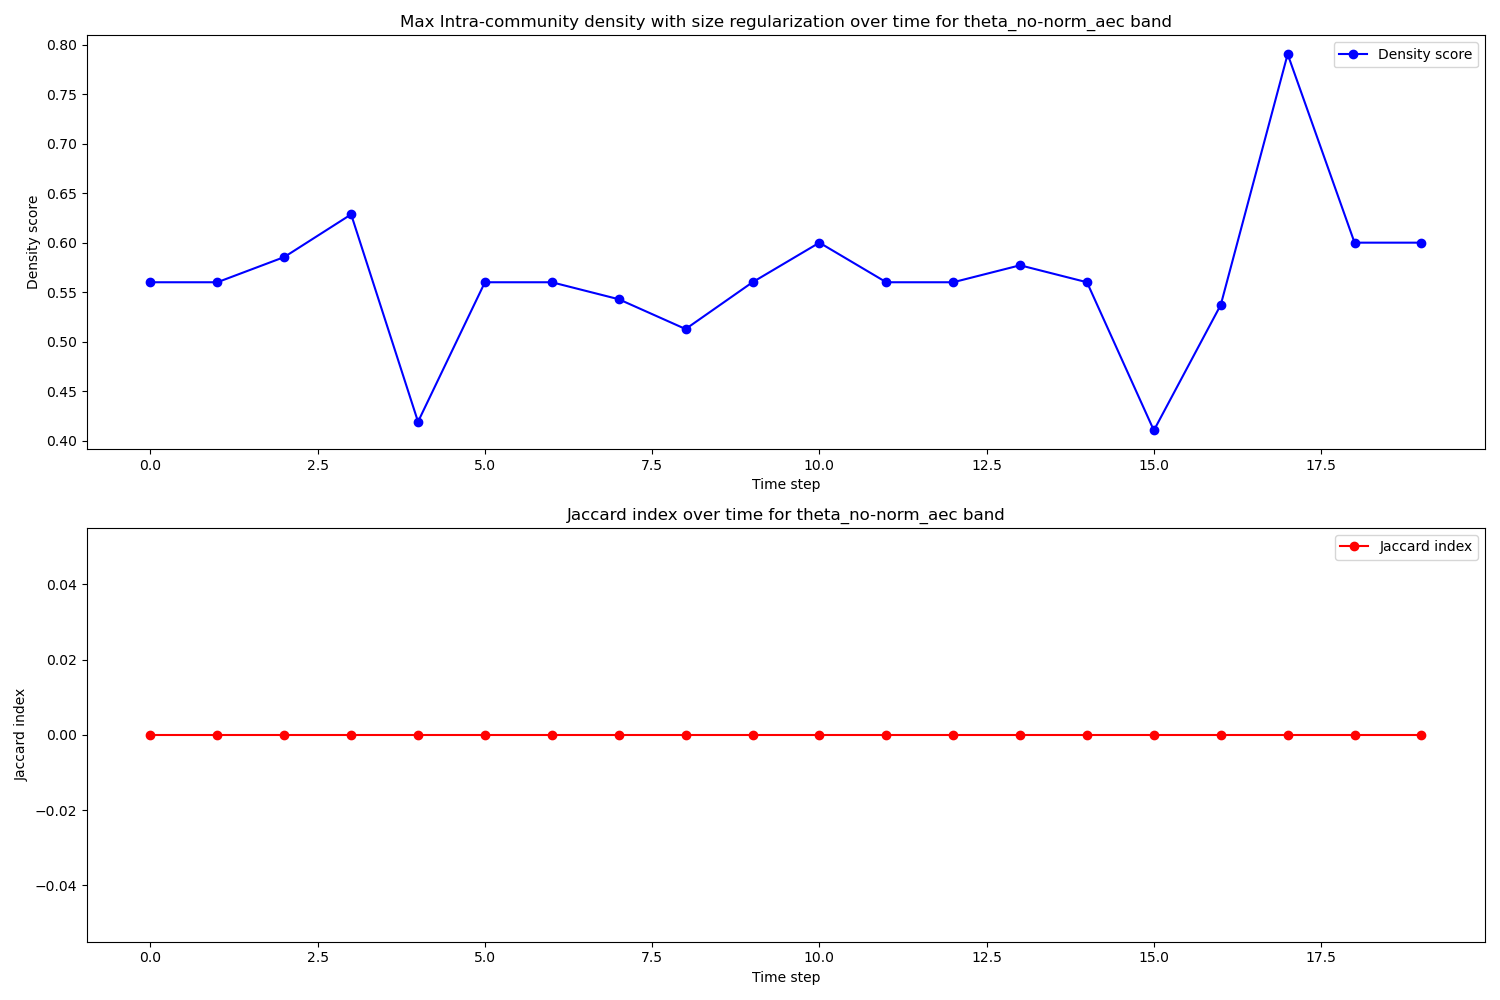 Max Intra-community density with size regularization over time for theta_no-norm_aec band
Density score
0.80
0.75
0.70
0.65
0.60
0.55
0.50
0.45
0.40
Density score
0.0 2.5 5.0 7.5 10.0 12.5 15.0 17.5
Time step
Jaccard index over time for theta_no-norm_aec band
Jaccard index
0.04
0.02
0.00
−0.02
−0.04
Jaccard index
0.0 2.5 5.0 7.5 10.0 12.5 15.0 17.5
Time step